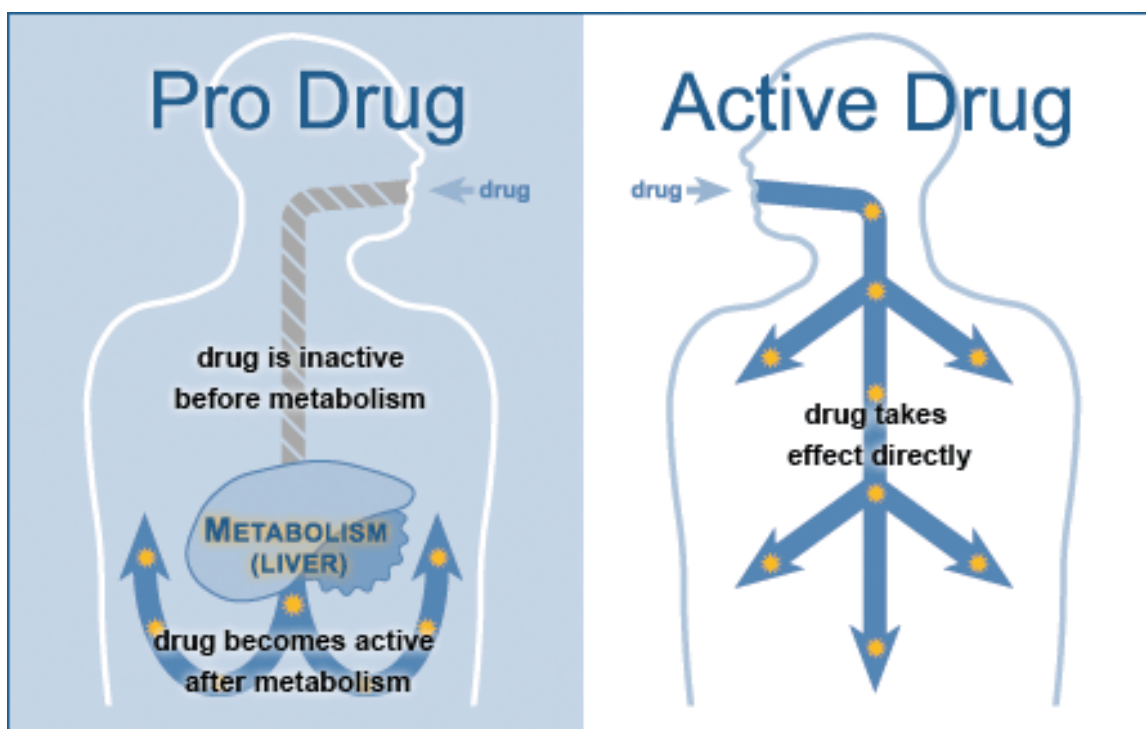 Pro Drug
drug
drug is inactive
before metabolism
METABOLISM
(LIVER)
drug becomes active
after metabolism
Active Drug
drug
drug takes
effect directly